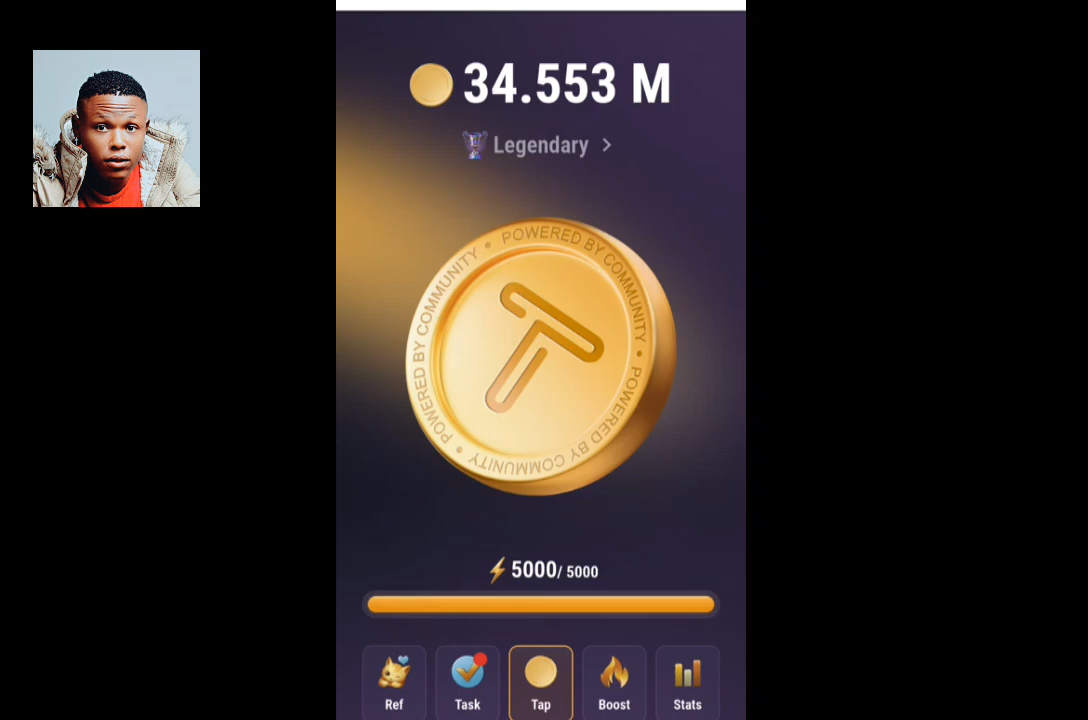 34.553 M
Legendary
POWERED BY COMMUNITY • POWERED BY COMMUNITY • POWERED BY COMMUNITY •
5000/ 5000
Ref
Task
Tap
Boost
Stats